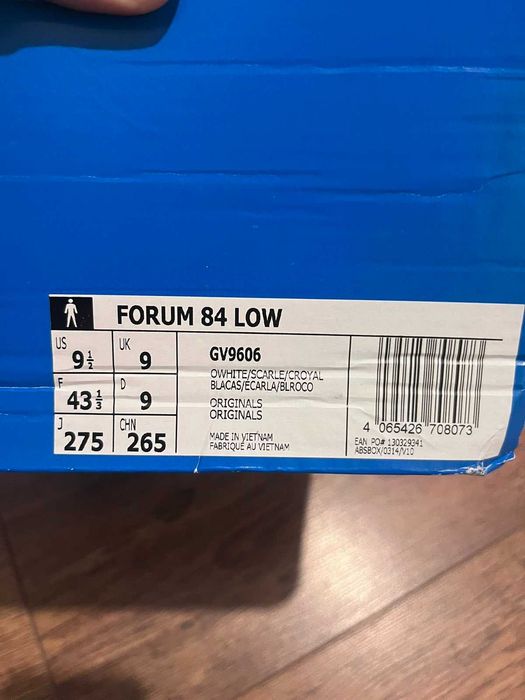 FORUM 84 LOW
US 9½ UK 9
F 43⅓ D 9
J 275 CHN 265
GV9606
OWHITE/SCARLE/CROYAL
BLACAS/ECARLA/BLROCO
ORIGINALS
ORIGINALS
MADE IN VIETNAM
FABRIQUÉ AU VIETNAM
4 065426 708073
EAN PO# 130329341
ABSBOX/0314/V10